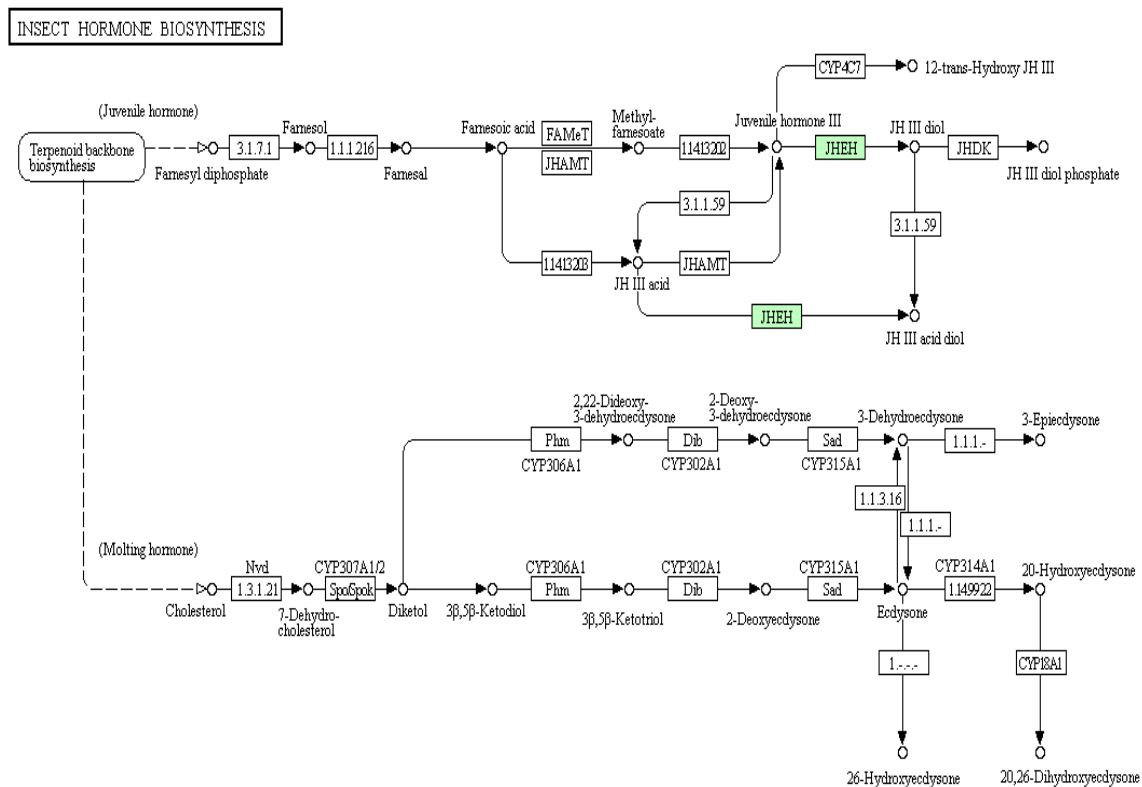 INSECT HORMONE BIOSYNTHESIS
CYP4C7
12-trans-Hydroxy JH III
(Juvenile hormone)
Terpenoid backbone
biosynthesis
Farnesyl diphosphate
3.1.7.1
Farnesol
1.1.1.216
Farnesal
Farnesoic acid
FAMeT
JHAMT
Methyl-
farnesoate
1.14.13.202
Juvenile hormone III
JHEH
JH III diol
JHDK
JH III diol phosphate
3.1.1.59
3.1.1.59
1.14.13.203
JH III acid
JHAMT
JHEH
JH III acid diol
2,22-Dideoxy-
3-dehydroecdysone
2-Deoxy-
3-dehydroecdysone
3-Dehydroecdysone
3-Epiecdysone
Phm
CYP306A1
Dib
CYP302A1
Sad
CYP315A1
1.1.1.-
1.1.3.16
1.1.1.-
(Molting hormone)
Cholesterol
Nvd
1.3.1.21
7-Dehydro-
cholesterol
CYP307A1/2
Spo/Spok
Diketol
3β,5β-Ketodiol
CYP306A1
Phm
3β,5β-Ketotriol
CYP302A1
Dib
2-Deoxyecdysone
CYP315A1
Sad
Ecdysone
CYP314A1
1.14.99.22
20-Hydroxyecdysone
1.-.-.-
CYP18A1
26-Hydroxyecdysone
20,26-Dihydroxyecdysone